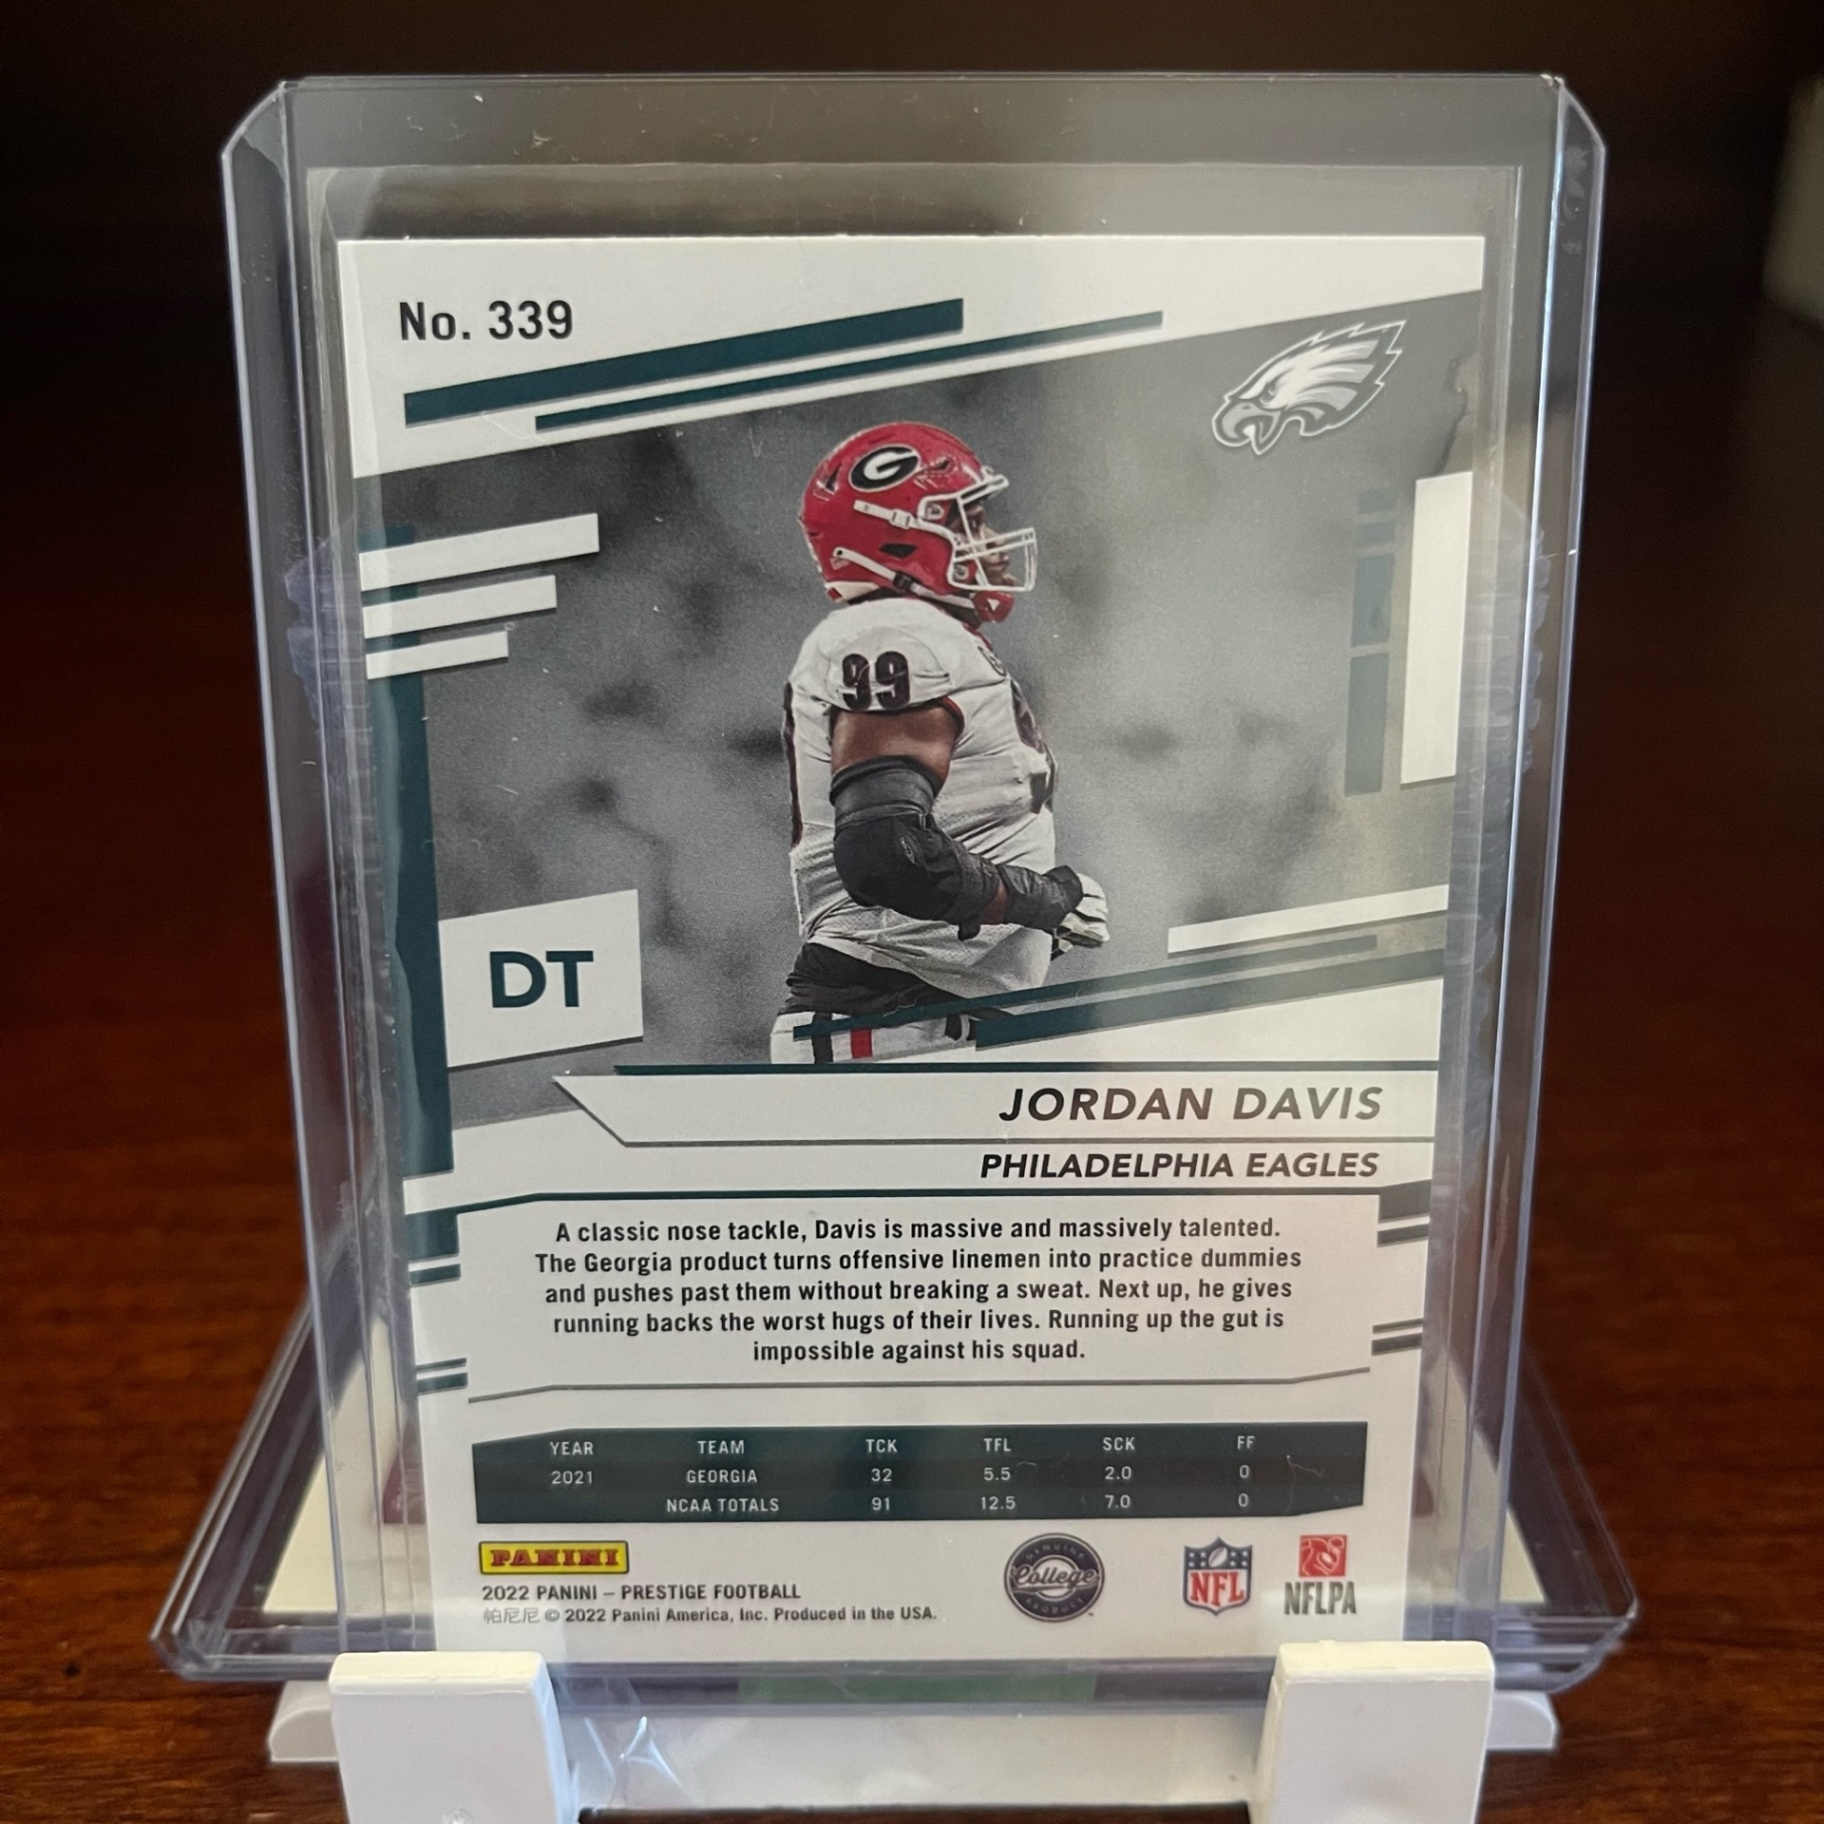 No. 339
G
99
DT
JORDAN DAVIS
PHILADELPHIA EAGLES
A classic nose tackle, Davis is massive and massively talented.
The Georgia product turns offensive linemen into practice dummies
and pushes past them without breaking a sweat. Next up, he gives
running backs the worst hugs of their lives. Running up the gut is
impossible against his squad.
YEAR TEAM TCK TFL SCK FF
2021 GEORGIA 32 5.5 2.0 0
NCAA TOTALS 91 12.5 7.0 0
PANINI
GENUINE
College
PRODUCT
NFL
NFLPA
2022 PANINI – PRESTIGE FOOTBALL
帕尼尼 © 2022 Panini America, Inc. Produced in the USA.